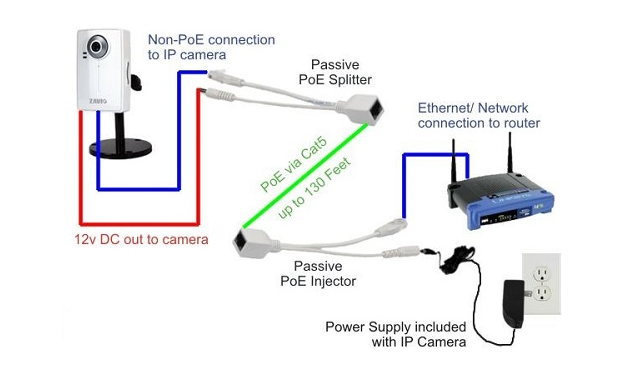 Non-PoE connection
to IP camera
Passive
PoE Splitter
Ethernet/ Network
connection to router
PoE via Cat5
up to 130 Feet
12v DC out to camera
Passive
PoE Injector
Power Supply included
with IP Camera